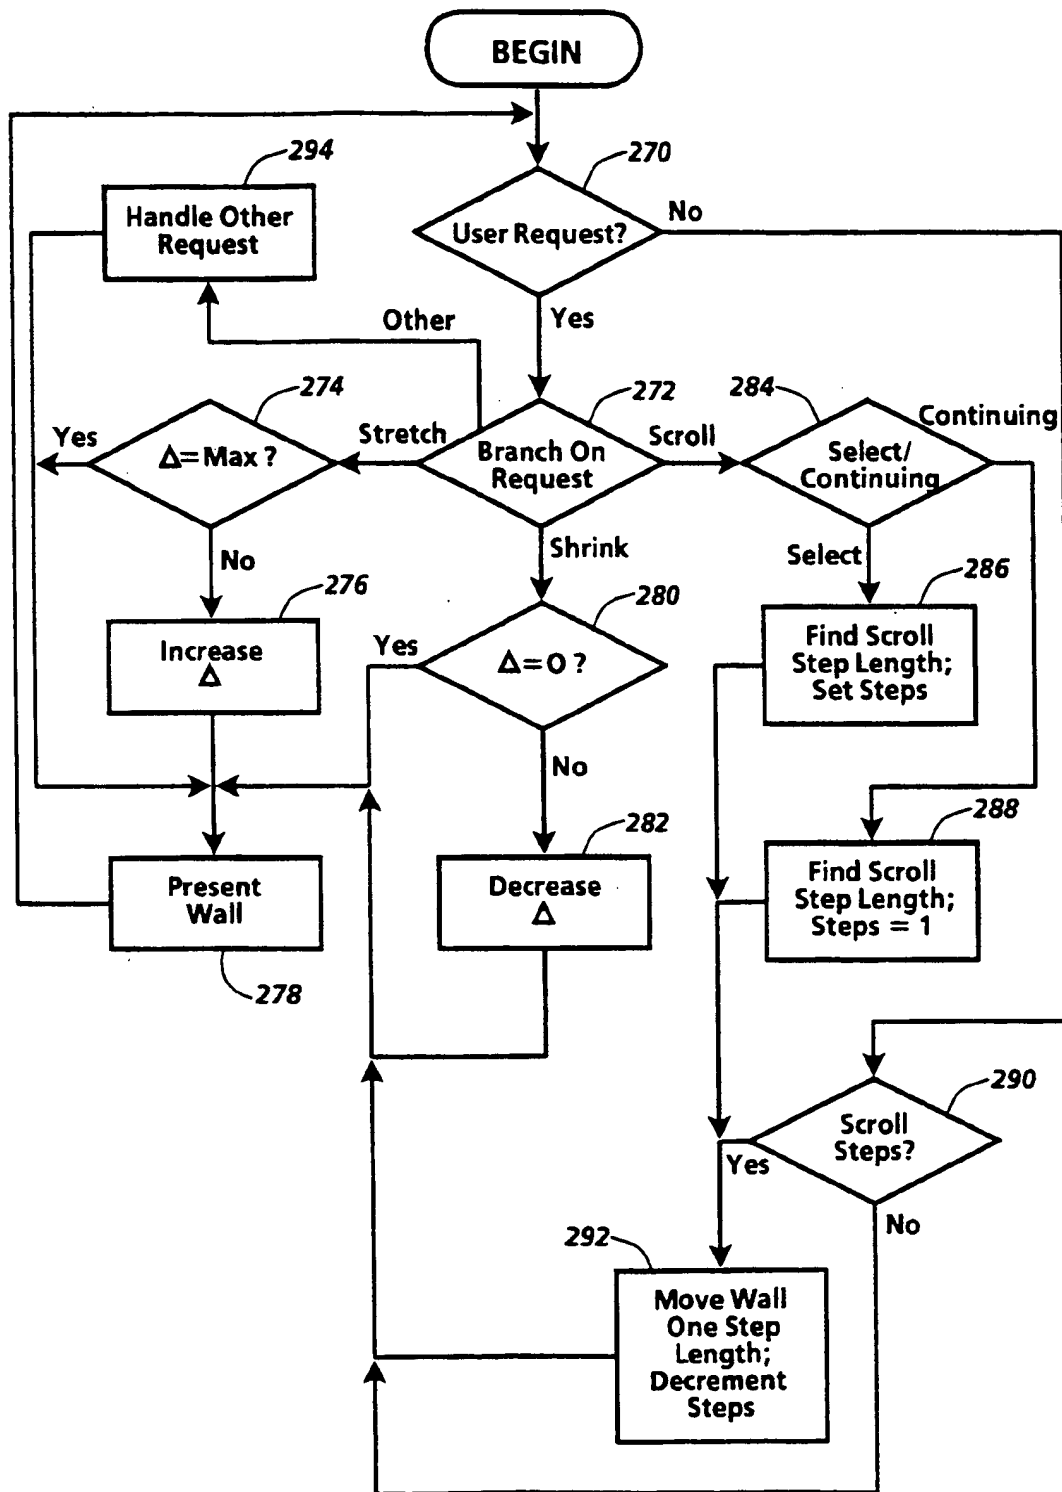 BEGIN
294
270
Handle Other
Request
User Request?
No
Other
Yes
274
272
284
Continuing
Yes
Δ=Max ?
Stretch
Branch On
Request
Scroll
Select/
Continuing
No
Shrink
Select
276
280
286
Increase
Δ
Yes
Δ=O ?
Find Scroll
Step Length;
Set Steps
No
282
288
Present
Wall
Decrease
Δ
Find Scroll
Step Length;
Steps = 1
278
290
Scroll
Steps?
Yes
No
292
Move Wall
One Step
Length;
Decrement
Steps